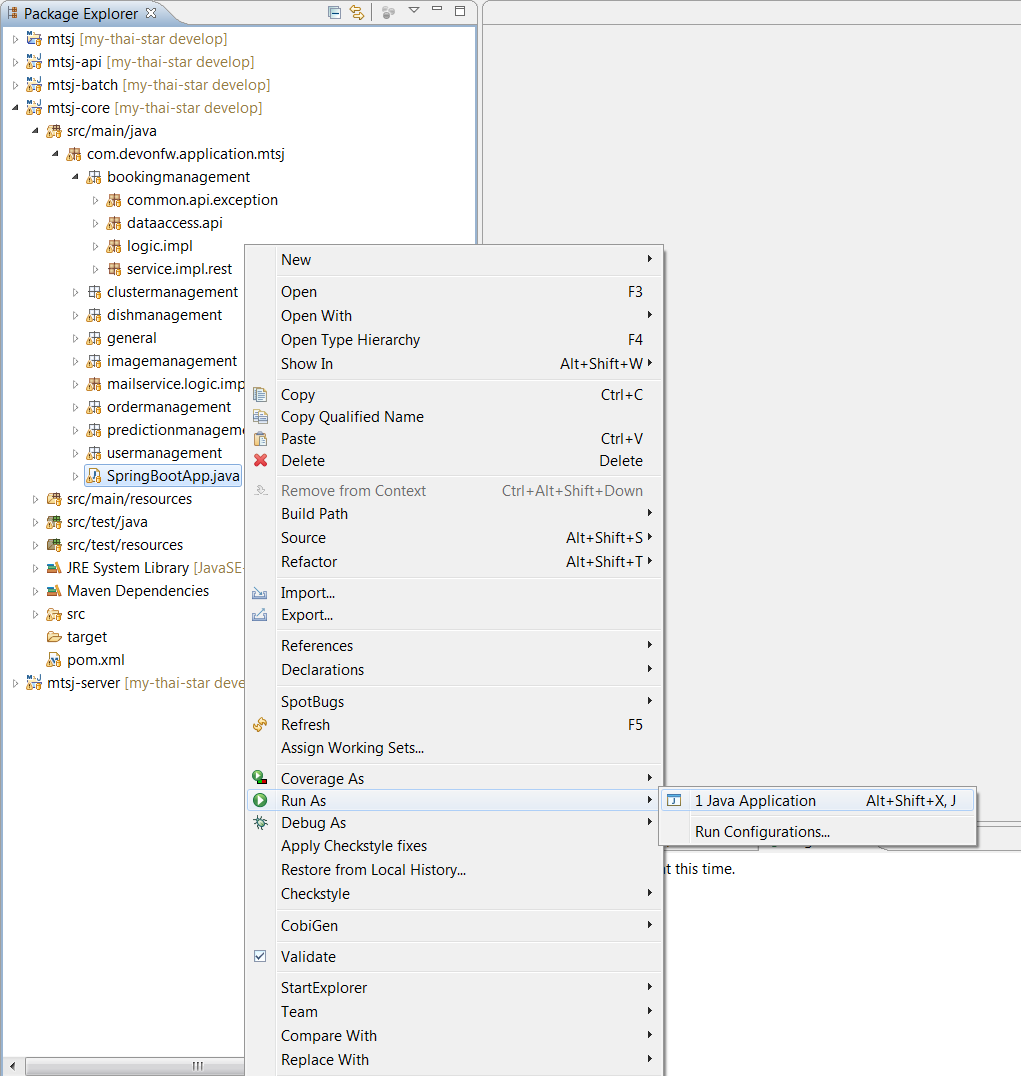 Package Explorer
mtsj [my-thai-star develop]
mtsj-api [my-thai-star develop]
mtsj-batch [my-thai-star develop]
mtsj-core [my-thai-star develop]
src/main/java
com.devonfw.application.mtsj
bookingmanagement
common.api.exception
dataaccess.api
logic.impl
service.impl.rest
clustermanagement
dishmanagement
general
imagemanagement
mailservice.logic.imp
ordermanagement
predictionmanageme
usermanagement
SpringBootApp.java
src/main/resources
src/test/java
src/test/resources
JRE System Library [JavaSE-
Maven Dependencies
src
target
pom.xml
mtsj-server [my-thai-star deve
New
Open F3
Open With
Open Type Hierarchy F4
Show In Alt+Shift+W
Copy Ctrl+C
Copy Qualified Name
Paste Ctrl+V
Delete Delete
Remove from Context Ctrl+Alt+Shift+Down
Build Path
Source Alt+Shift+S
Refactor Alt+Shift+T
Import...
Export...
References
Declarations
SpotBugs
Refresh F5
Assign Working Sets...
Coverage As
Run As
Debug As
Apply Checkstyle fixes
Restore from Local History...
Checkstyle
CobiGen
Validate
StartExplorer
Team
Compare With
Replace With
1 Java Application Alt+Shift+X, J
Run Configurations...
t this time.